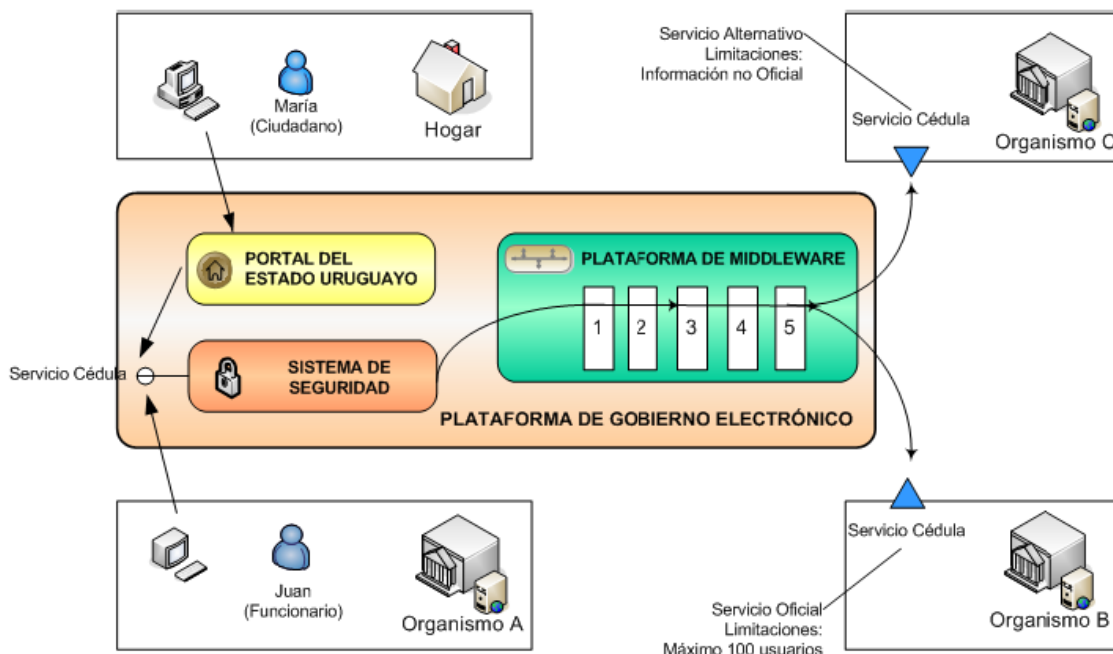 María
(Ciudadano)
Hogar
Servicio Alternativo
Limitaciones:
Información no Oficial
Servicio Cédula
Organismo C
PORTAL DEL
ESTADO URUGUAYO
PLATAFORMA DE MIDDLEWARE
1
2
3
4
5
Servicio Cédula
SISTEMA DE
SEGURIDAD
PLATAFORMA DE GOBIERNO ELECTRÓNICO
Juan
(Funcionario)
Organismo A
Servicio Cédula
Organismo B
Servicio Oficial
Limitaciones:
Máximo 100 usuarios